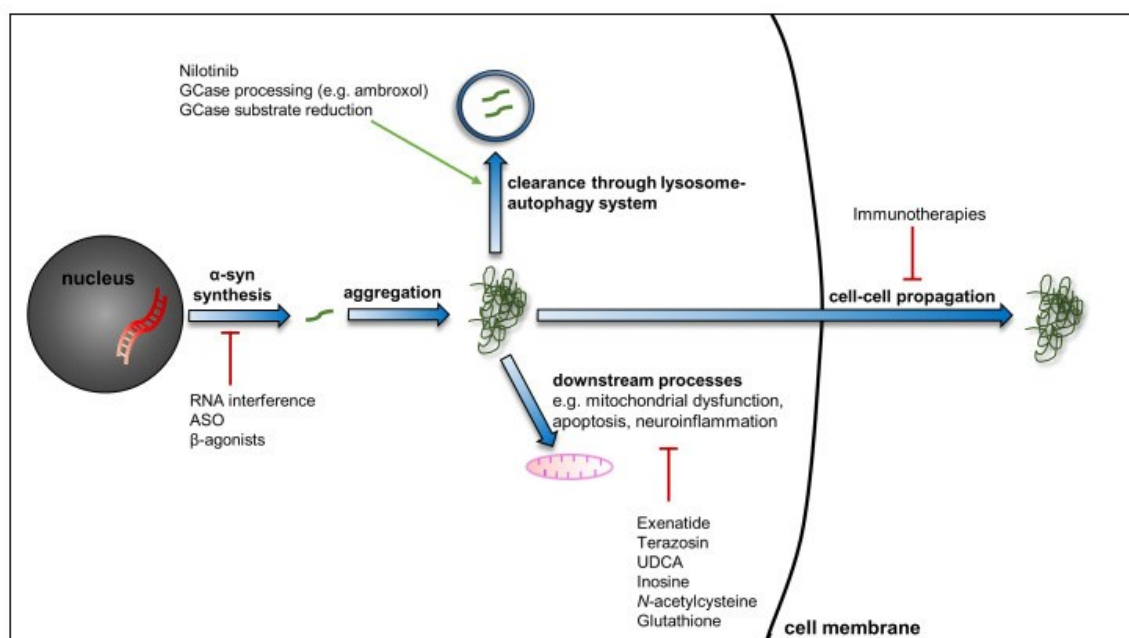 Nilotinib
GCase processing (e.g. ambroxol)
GCase substrate reduction
clearance through lysosome-
autophagy system
Immunotherapies
nucleus
α-syn
synthesis
aggregation
cell-cell propagation
RNA interference
ASO
β-agonists
downstream processes
e.g. mitochondrial dysfunction,
apoptosis, neuroinflammation
Exenatide
Terazosin
UDCA
Inosine
N-acetylcysteine
Glutathione
cell membrane